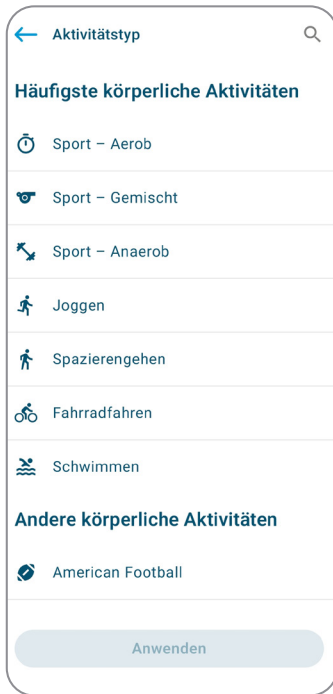 Aktivitätstyp
Häufigste körperliche Aktivitäten
Sport – Aerob
Sport – Gemischt
Sport – Anaerob
Joggen
Spazierengehen
Fahrradfahren
Schwimmen
Andere körperliche Aktivitäten
American Football
Anwenden